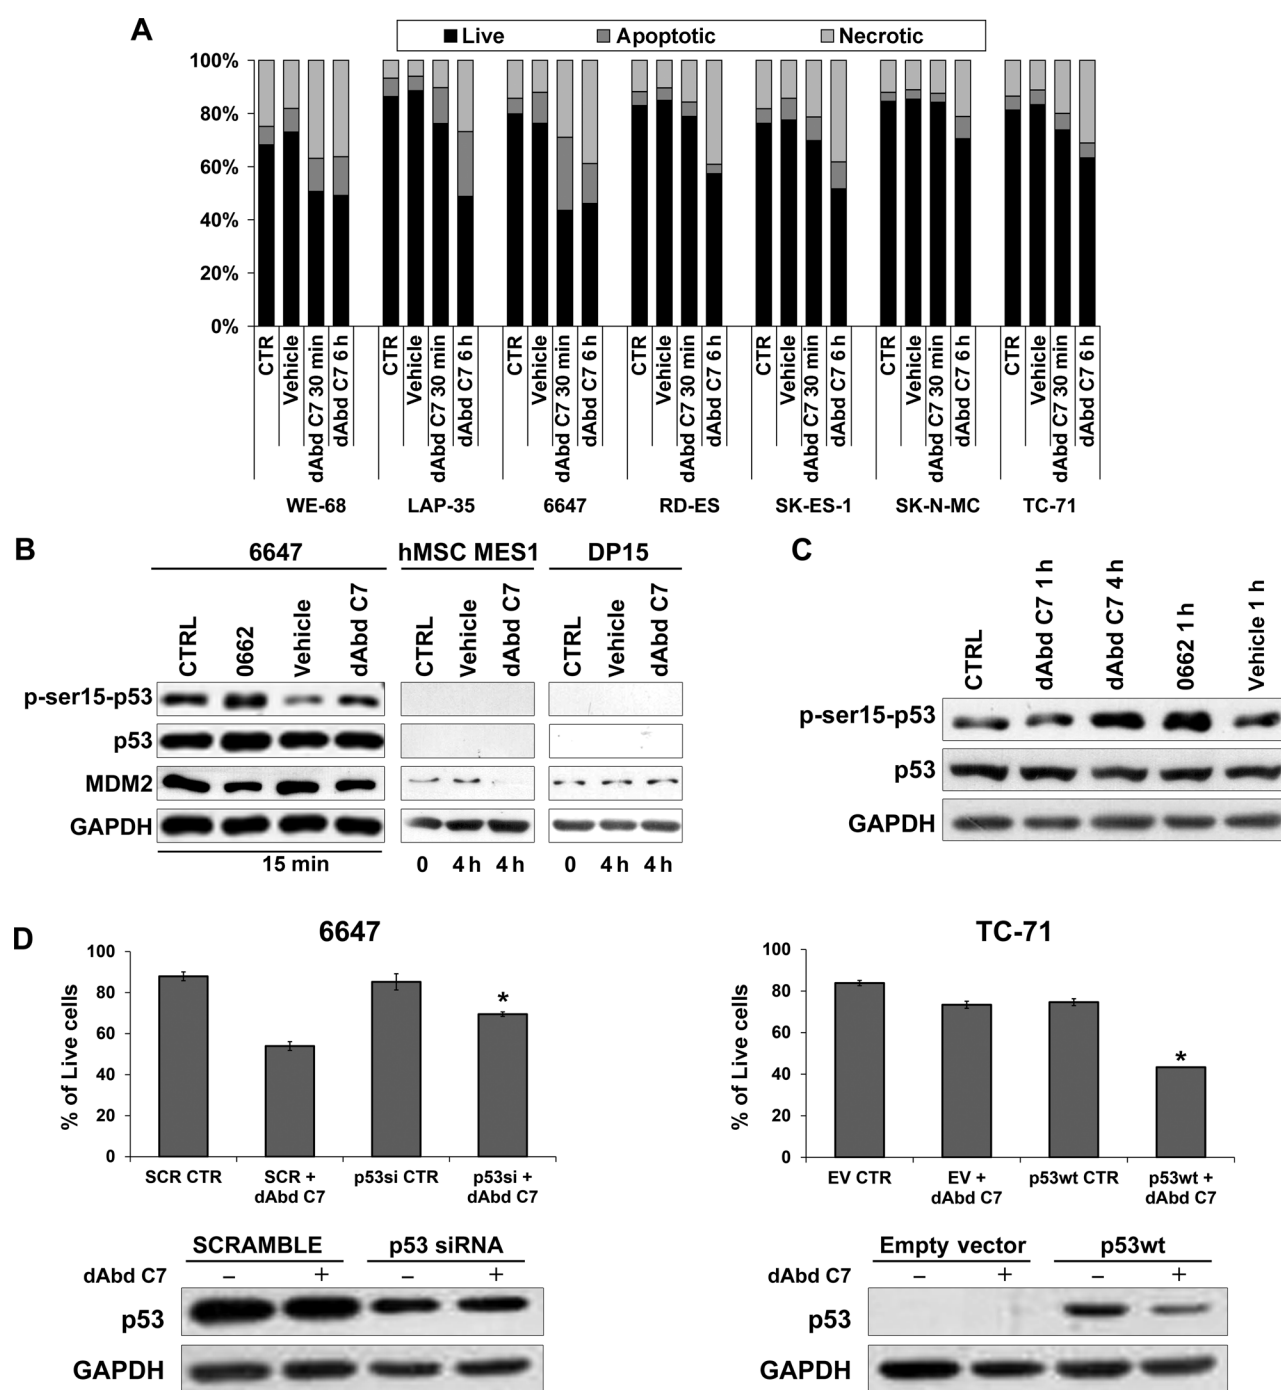 A
Live Apoptotic Necrotic
100%
80%
60%
40%
20%
0%
CTR Vehicle dAbd C7 30 min dAbd C7 6 h CTR Vehicle dAbd C7 30 min dAbd C7 6 h CTR Vehicle dAbd C7 30 min dAbd C7 6 h CTR Vehicle dAbd C7 30 min dAbd C7 6 h CTR Vehicle dAbd C7 30 min dAbd C7 6 h CTR Vehicle dAbd C7 30 min dAbd C7 6 h CTR Vehicle dAbd C7 30 min dAbd C7 6 h
WE-68 LAP-35 6647 RD-ES SK-ES-1 SK-N-MC TC-71
B
6647 hMSC MES1 DP15
CTRL 0662 Vehicle dAbd C7 CTRL Vehicle dAbd C7 CTRL Vehicle dAbd C7
p-ser15-p53
p53
MDM2
GAPDH
15 min 0 4 h 4 h 0 4 h 4 h
C
CTRL dAbd C7 1 h dAbd C7 4 h 0662 1 h Vehicle 1 h
p-ser15-p53
p53
GAPDH
D
6647
% of Live cells
100
80
60
40
20
0
*
SCR CTR SCR + dAbd C7 p53si CTR p53si + dAbd C7
SCRAMBLE p53 siRNA
dAbd C7 – + – +
p53
GAPDH
TC-71
% of Live cells
100
80
60
40
20
0
*
EV CTR EV + dAbd C7 p53wt CTR p53wt + dAbd C7
Empty vector p53wt
dAbd C7 – + – +
p53
GAPDH